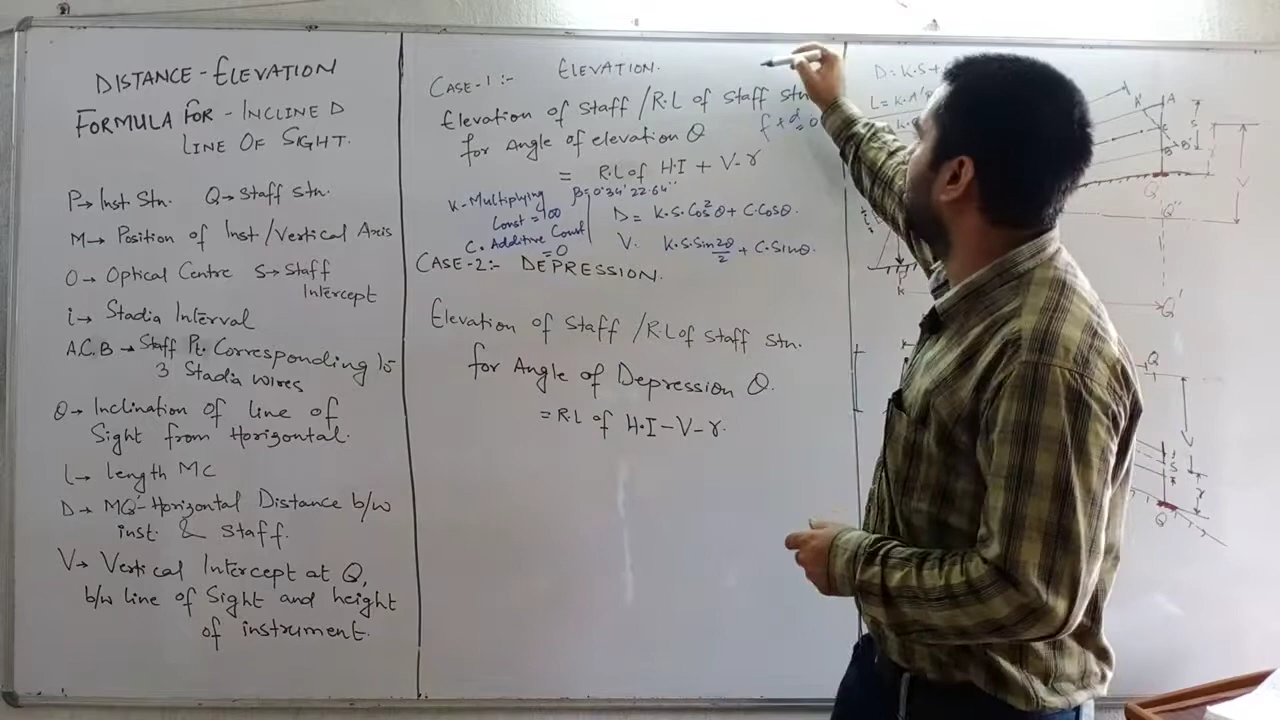 DISTANCE - ELEVATION
FORMULA FOR - INCLINED
LINE OF SIGHT.
P→ Inst. Stn. Q→ Staff Stn.
M→ Position of Inst/Vertical Axis
O→ Optical Centre S→ Staff
Intercept
i→ Stadia Interval
A.C.B → Staff Pt. Corresponding to
3 Stadia wires
θ→ Inclination of line of
Sight from Horizontal.
L→ Length MC
D→ MQ'-Horizontal Distance b/w
inst. & Staff.
V→ Vertical Intercept at Q,
b/w line of Sight and height
of instrument.
CASE-1:- ELEVATION.
Elevation of Staff / R.L of Staff Stn
for Angle of elevation θ
= R.L of H.I + V - r
K - Multiplying
Const = 100
C. Additive Const
= 0
β = 0°34'22.64"
f + d = 0
D = K.S.Cos²θ + C.Cosθ.
V. K.S.Sin2θ/2 + C.Sinθ.
CASE-2:- DEPRESSION.
Elevation of Staff / R.L of Staff Stn.
for Angle of Depression θ.
= R.L of H.I - V - r.
D = K.S +
L = K.A'
A
A'
S
B'
V
Q
Q''
Q'
P
Q
V
S
r
Q